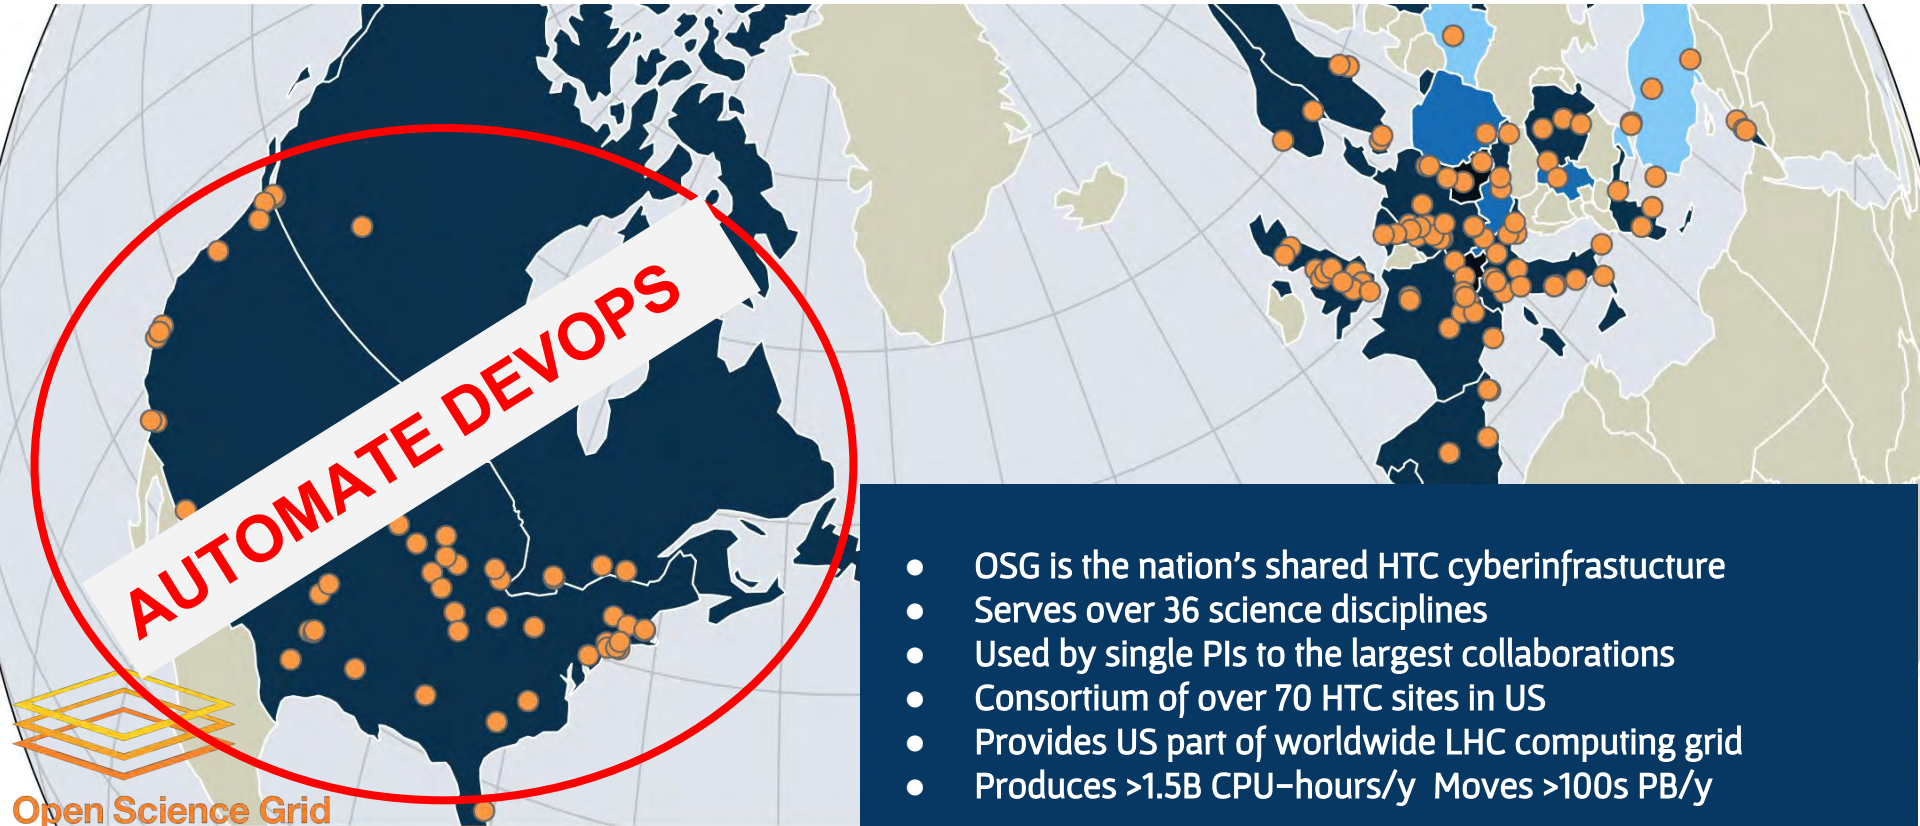 AUTOMATE DEVOPS
Open Science Grid
● OSG is the nation’s shared HTC cyberinfrastucture
● Serves over 36 science disciplines
● Used by single PIs to the largest collaborations
● Consortium of over 70 HTC sites in US
● Provides US part of worldwide LHC computing grid
● Produces >1.5B CPU-hours/y Moves >100s PB/y